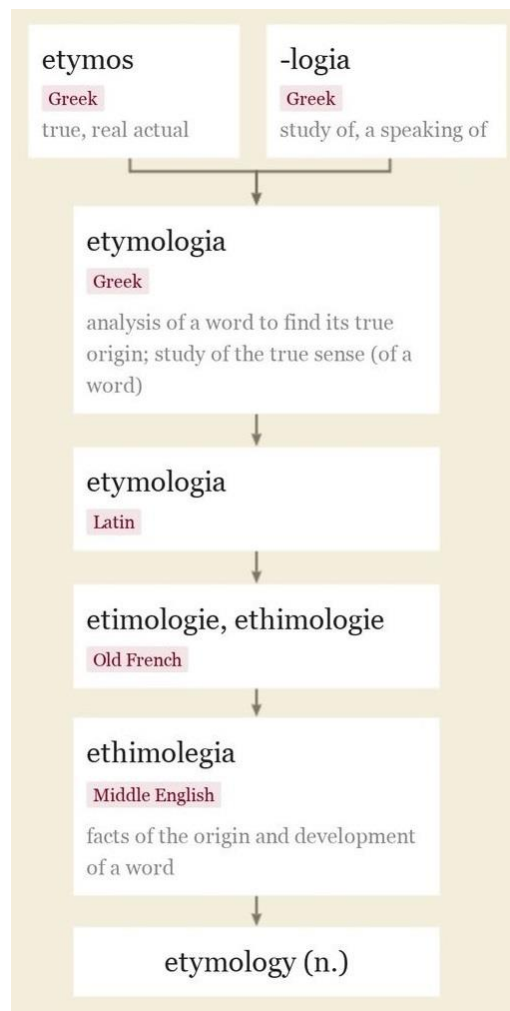 etymos
Greek
true, real actual
-logia
Greek
study of, a speaking of
etymologia
Greek
analysis of a word to find its true
origin; study of the true sense (of a
word)
etymologia
Latin
etimologie, ethimologie
Old French
ethimolegia
Middle English
facts of the origin and development
of a word
etymology (n.)